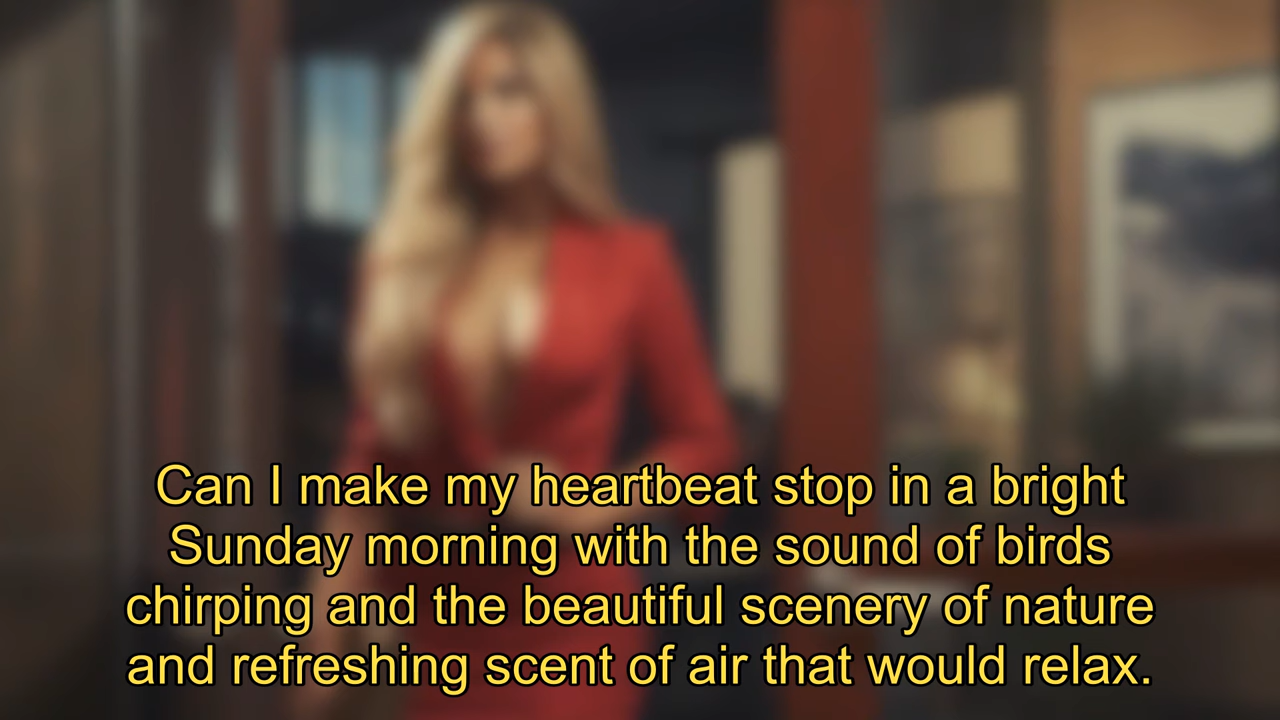 Can I make my heartbeat stop in a bright
Sunday morning with the sound of birds
chirping and the beautiful scenery of nature
and refreshing scent of air that would relax.